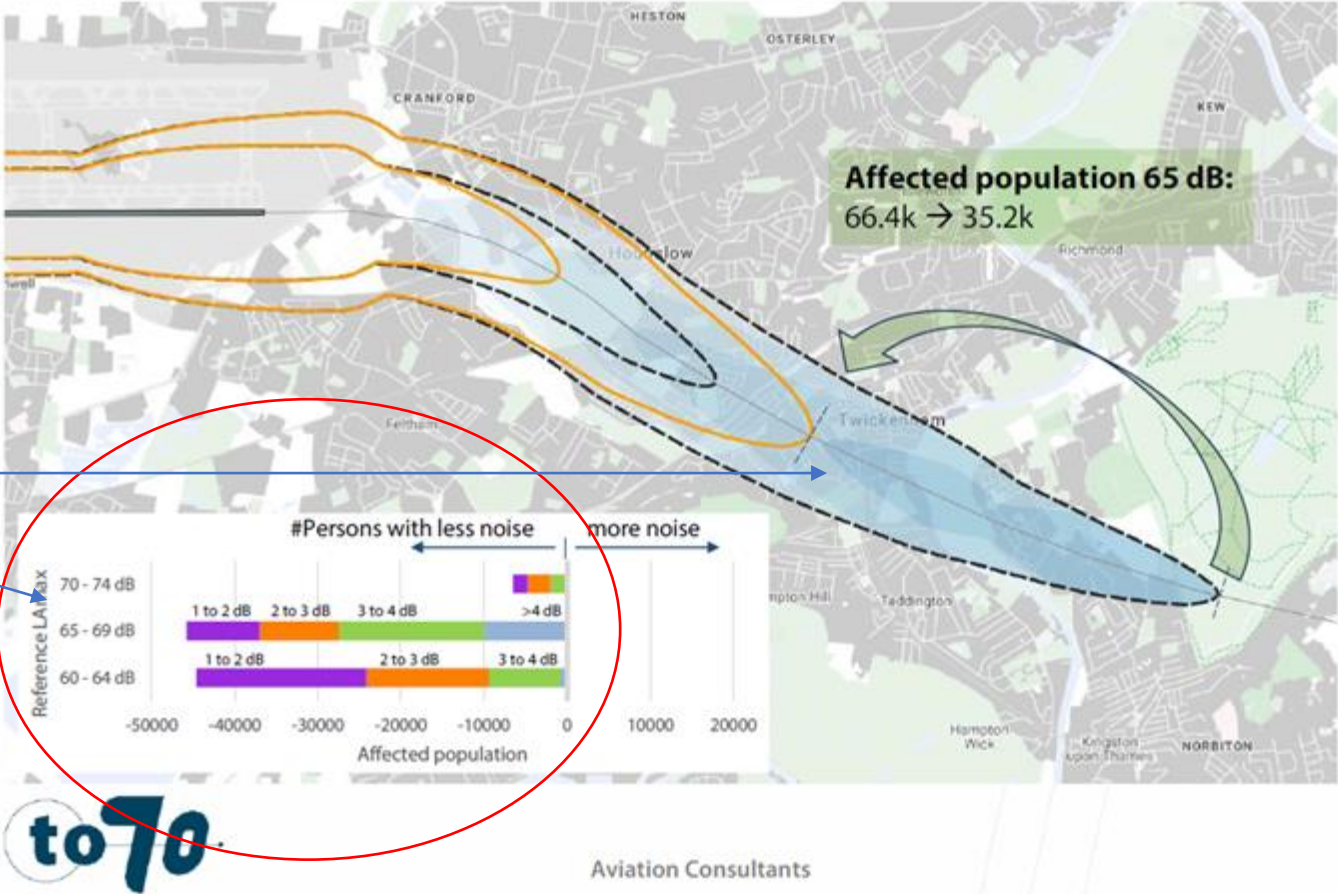 HESTON
OSTERLEY
CRANFORD
KEW
Affected population 65 dB:
66.4k → 35.2k
Hounslow
Richmond
Twickenham
Feltham
#Persons with less noise
more noise
70 - 74 dB
1 to 2 dB 2 to 3 dB 3 to 4 dB >4 dB
65 - 69 dB
1 to 2 dB 2 to 3 dB 3 to 4 dB
60 - 64 dB
Reference LAmax
-50000 -40000 -30000 -20000 -10000 0 10000 20000
Affected population
mpton Hill
Teddington
Hampton
Wick
Kingston
upon Thames
NORBITON
to70
Aviation Consultants